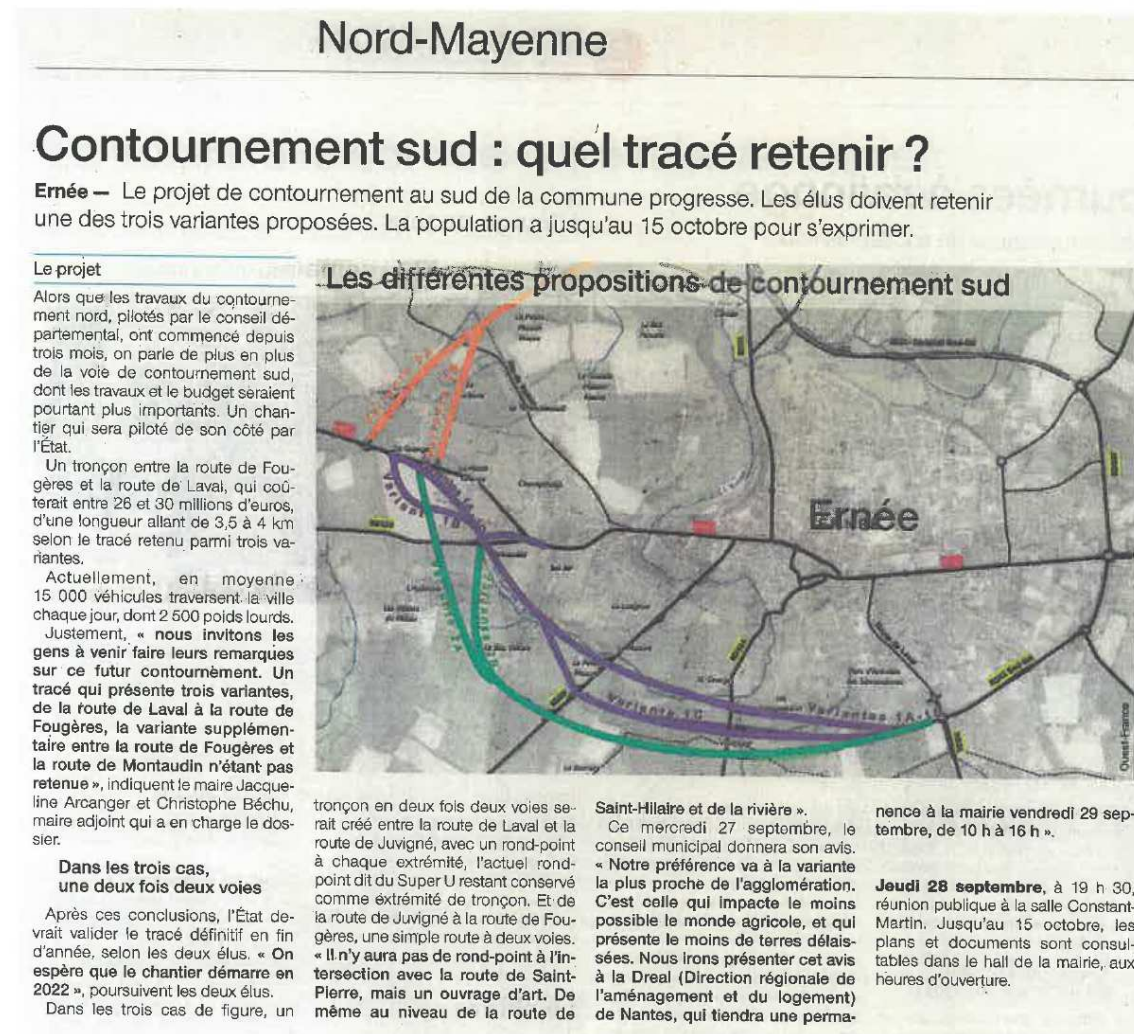 Nord-Mayenne
Contournement sud : quel tracé retenir ?
Ernée — Le projet de contournement au sud de la commune progresse. Les élus doivent retenir
une des trois variantes proposées. La population a jusqu'au 15 octobre pour s'exprimer.
Le projet
Alors que les travaux du contourne-
ment nord, pilotés par le conseil dé-
partemental, ont commencé depuis
trois mois, on parle de plus en plus
de la voie de contournement sud,
dont les travaux et le budget seraient
pourtant plus importants. Un chan-
tier qui sera piloté de son côté par
l'État.
Un tronçon entre la route de Fou-
gères et la route de Laval, qui coû-
terait entre 26 et 30 millions d'euros,
d'une longueur allant de 3,5 à 4 km
selon le tracé retenu parmi trois va-
riantes.
Actuellement, en moyenne
15 000 véhicules traversent la ville
chaque jour, dont 2 500 poids lourds.
Justement, « nous invitons les
gens à venir faire leurs remarques
sur ce futur contournement. Un
tracé qui présente trois variantes,
de la route de Laval à la route de
Fougères, la variante supplémen-
taire entre la route de Fougères et
la route de Montaudin n'étant pas
retenue », indiquent le maire Jacque-
line Arcanger et Christophe Béchu,
maire adjoint qui a en charge le dos-
sier.
Dans les trois cas,
une deux fois deux voies
Après ces conclusions, l'État de-
vrait valider le tracé définitif en fin
d'année, selon les deux élus. « On
espère que le chantier démarre en
2022 », poursuivent les deux élus.
Dans les trois cas de figure, un
Les différentes propositions de contournement sud
Ernée
Variante 1B
Variante 2A
Variante 1C
Variantes 1A-1
Ouest-France
tronçon en deux fois deux voies se-
rait créé entre la route de Laval et la
route de Juvigné, avec un rond-point
à chaque extrémité, l'actuel rond-
point dit du Super U restant conservé
comme extrémité de tronçon. Et de
la route de Juvigné à la route de Fou-
gères, une simple route à deux voies.
« Il n'y aura pas de rond-point à l'in-
tersection avec la route de Saint-
Pierre, mais un ouvrage d'art. De
même au niveau de la route de
Saint-Hilaire et de la rivière ».
Ce mercredi 27 septembre, le
conseil municipal donnera son avis.
« Notre préférence va à la variante
la plus proche de l'agglomération.
C'est celle qui impacte le moins
possible le monde agricole, et qui
présente le moins de terres délais-
sées. Nous irons présenter cet avis
à la Dreal (Direction régionale de
l'aménagement et du logement)
de Nantes, qui tiendra une perma-
nence à la mairie vendredi 29 sep-
tembre, de 10 h à 16 h ».
Jeudi 28 septembre, à 19 h 30,
réunion publique à la salle Constant-
Martin. Jusqu'au 15 octobre, les
plans et documents sont consul-
tables dans le hall de la mairie, aux
heures d'ouverture.